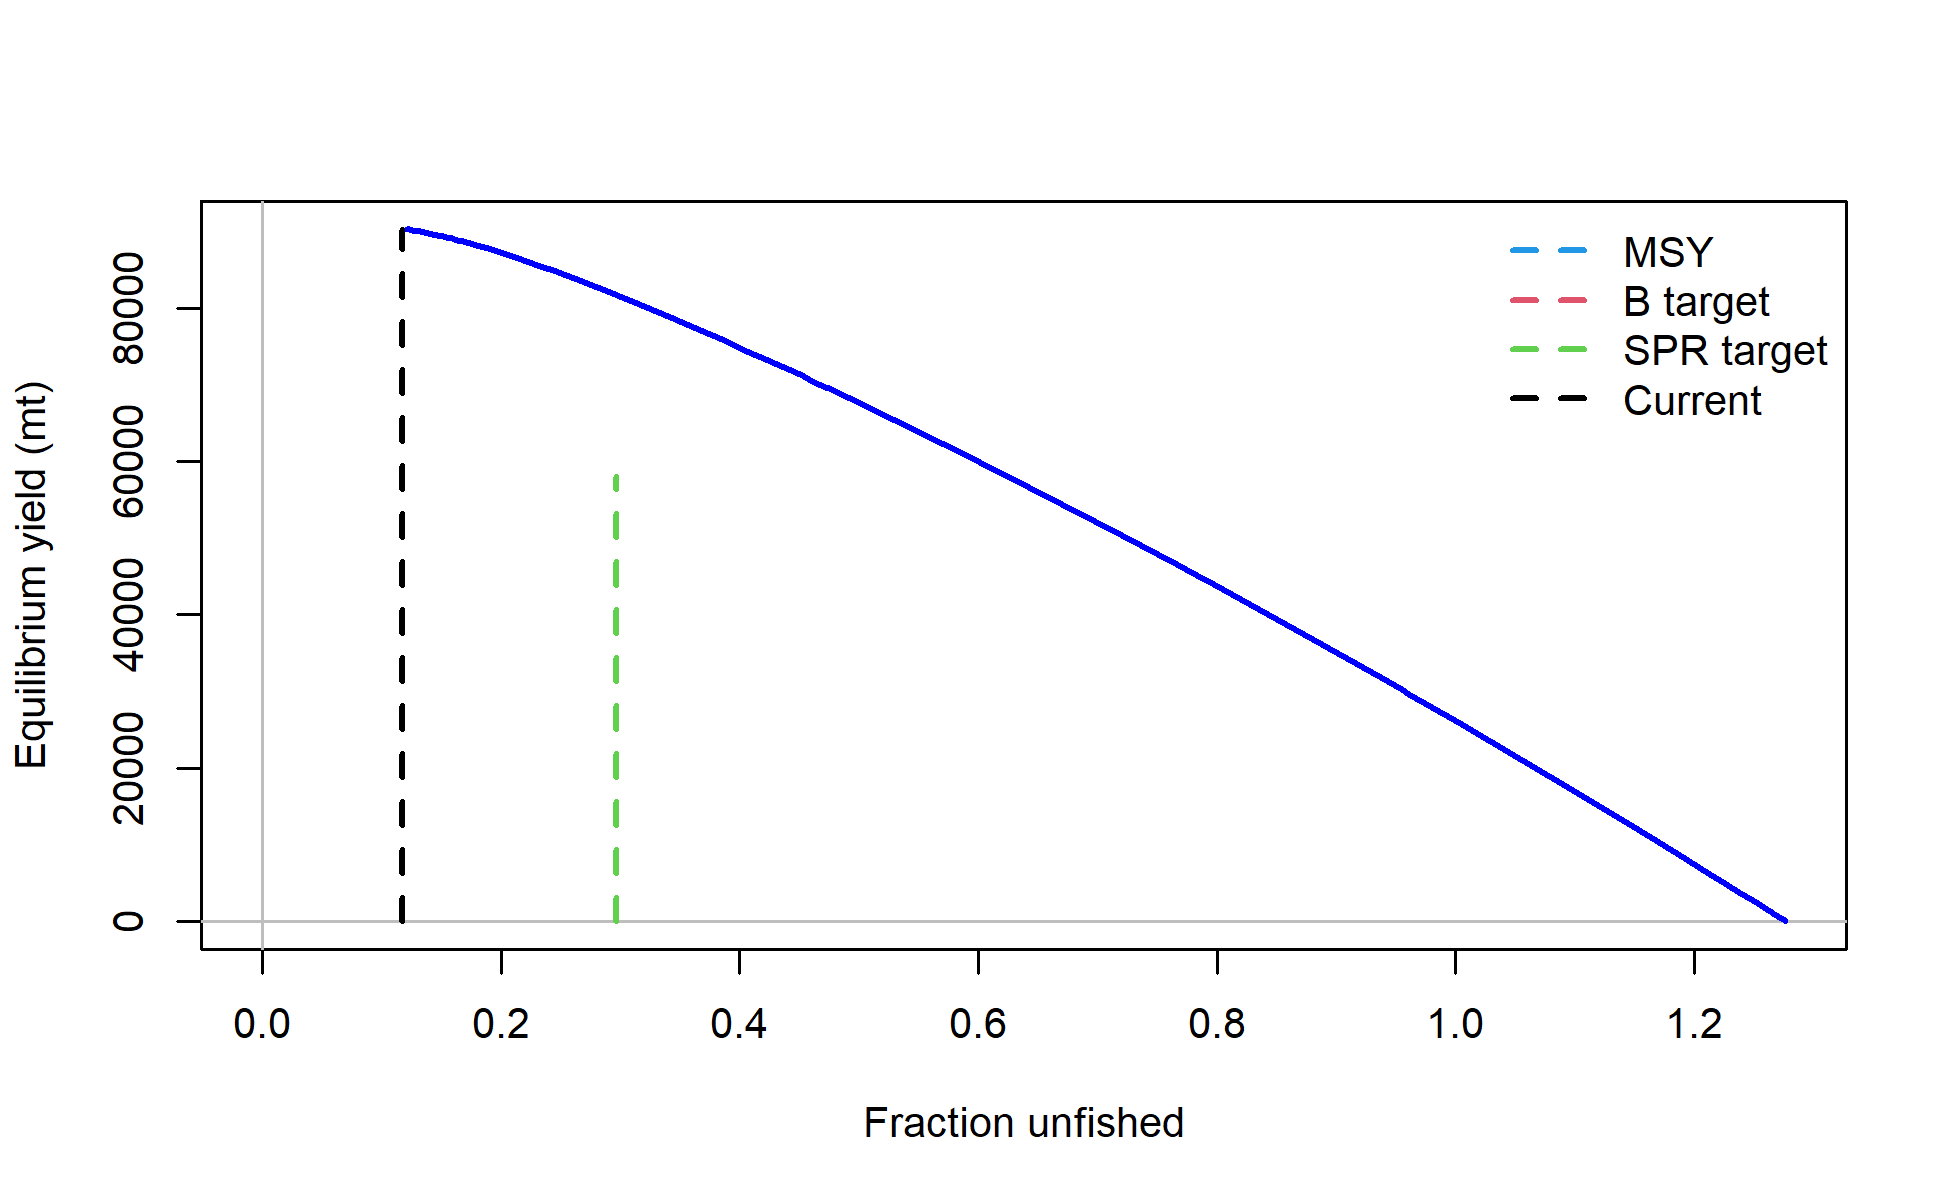 MSY
B target
SPR target
Current
Equilibrium yield (mt)
80000
60000
40000
20000
0
0.0 0.2 0.4 0.6 0.8 1.0 1.2
Fraction unfished